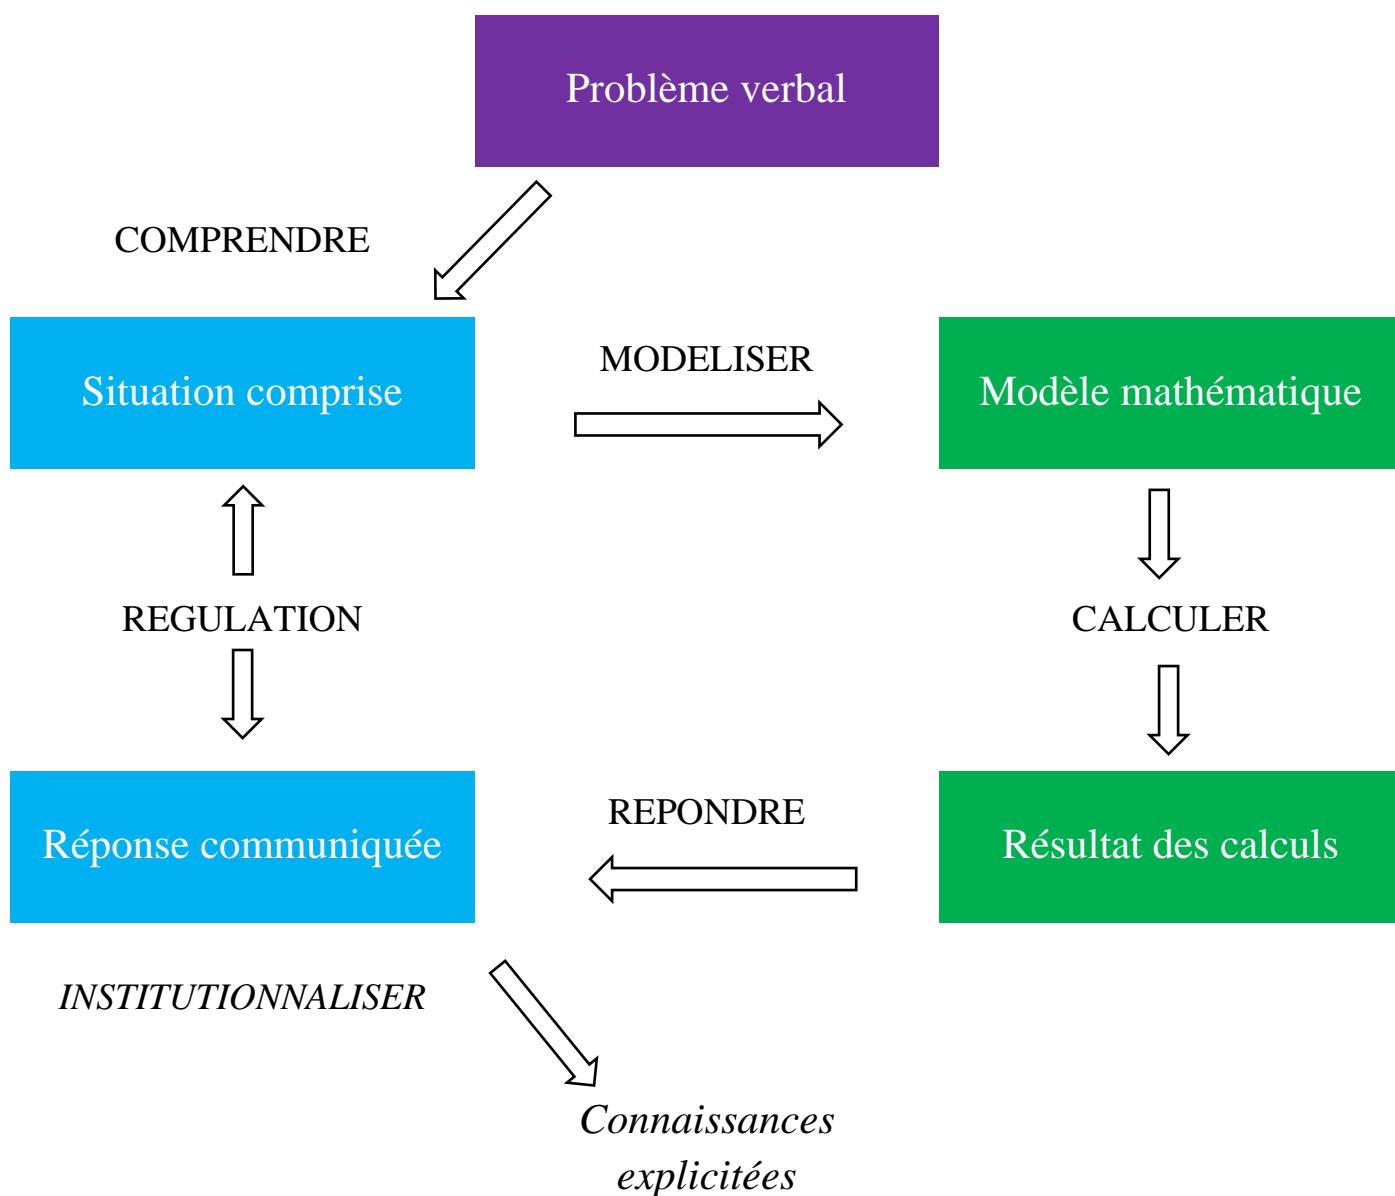 Problème verbal
COMPRENDRE
Situation comprise
MODELISER
Modèle mathématique
REGULATION
CALCULER
Réponse communiquée
REPONDRE
Résultat des calculs
INSTITUTIONNALISER
Connaissances
explicitées